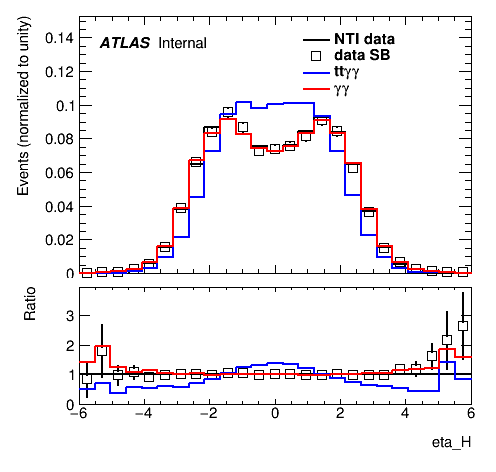 ATLAS Internal
NTI data
data SB
ttγγ
γγ
Events (normalized to unity)
0.14
0.12
0.1
0.08
0.06
0.04
0.02
0
Ratio
3
2
1
0
−6 −4 −2 0 2 4 6
eta_H